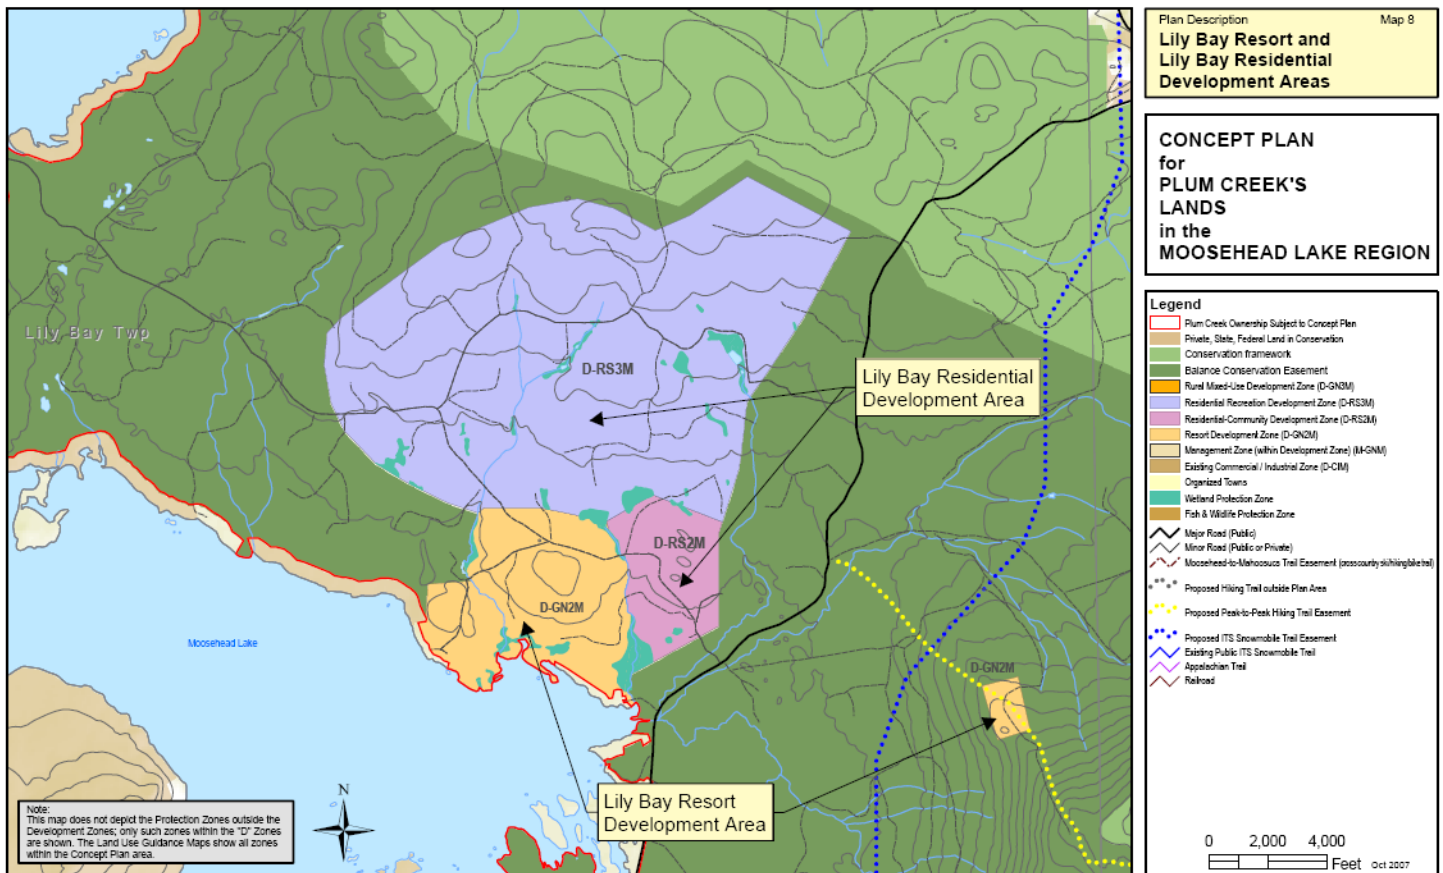 Plan Description Map 8
Lily Bay Resort and
Lily Bay Residential
Development Areas
CONCEPT PLAN
for
PLUM CREEK'S
LANDS
in the
MOOSEHEAD LAKE REGION
Legend
Plum Creek Ownership Subject to Concept Plan
Private, State, Federal Land in Conservation
Conservation framework
Balance Conservation Easement
Rural Mixed-Use Development Zone (D-GN3M)
Residential Recreation Development Zone (D-RS3M)
Residential-Community Development Zone (D-RS2M)
Resort Development Zone (D-GN2M)
Management Zone (within Development Zone) (M-GNM)
Existing Commercial / Industrial Zone (D-CIM)
Organized Towns
Wetland Protection Zone
Fish & Wildlife Protection Zone
Major Road (Public)
Minor Road (Public or Private)
Moosehead-to-Mahoosucs Trail Easement (crosscountry ski/hiking/bike trail)
Proposed Hiking Trail outside Plan Area
Proposed Peak-to-Peak Hiking Trail Easement
Proposed ITS Snowmobile Trail Easement
Existing Public ITS Snowmobile Trail
Appalachian Trail
Railroad
0 2,000 4,000
Feet Oct 2007
Lily Bay Twp
D-RS3M
Lily Bay Residential
Development Area
D-RS2M
D-GN2M
Moosehead Lake
D-GN2M
Lily Bay Resort
Development Area
N
Note:
This map does not depict the Protection Zones outside the
Development Zones; only such zones within the "D" Zones
are shown. The Land Use Guidance Maps show all zones
within the Concept Plan area.